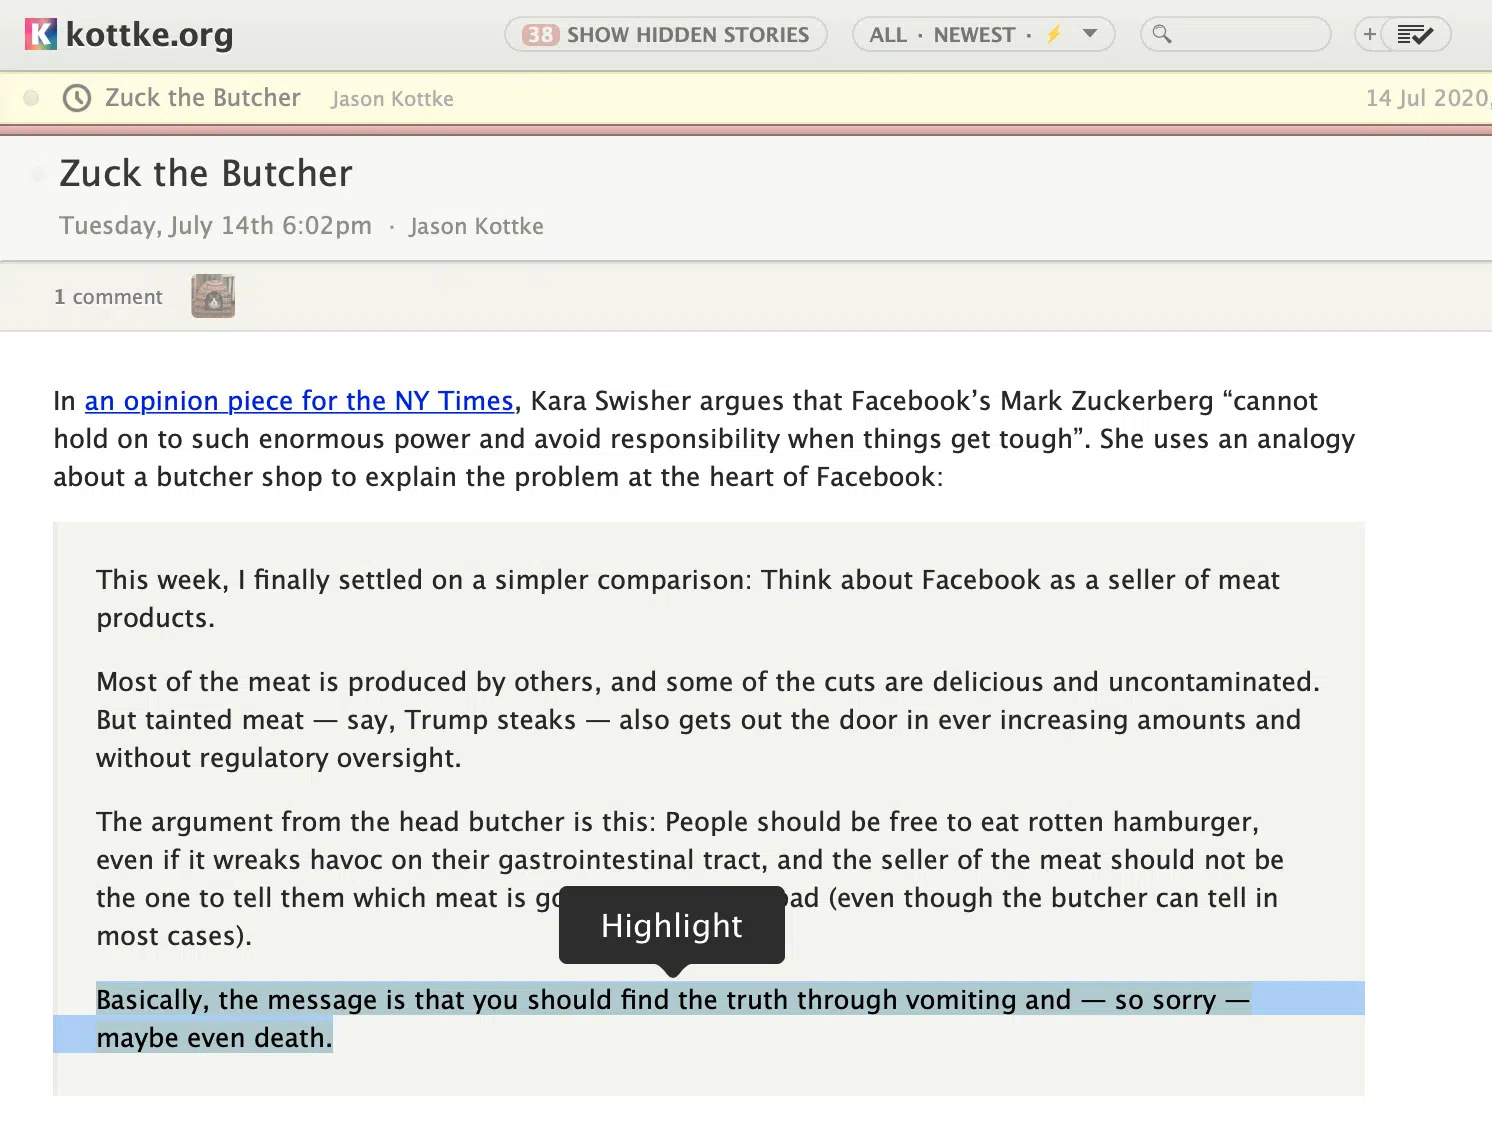 K kottke.org
38 SHOW HIDDEN STORIES
ALL · NEWEST ·
+
Zuck the Butcher Jason Kottke 14 Jul 2020,
Zuck the Butcher
Tuesday, July 14th 6:02pm · Jason Kottke
1 comment
In an opinion piece for the NY Times, Kara Swisher argues that Facebook’s Mark Zuckerberg “cannot
hold on to such enormous power and avoid responsibility when things get tough”. She uses an analogy
about a butcher shop to explain the problem at the heart of Facebook:
This week, I finally settled on a simpler comparison: Think about Facebook as a seller of meat
products.
Most of the meat is produced by others, and some of the cuts are delicious and uncontaminated.
But tainted meat — say, Trump steaks — also gets out the door in ever increasing amounts and
without regulatory oversight.
The argument from the head butcher is this: People should be free to eat rotten hamburger,
even if it wreaks havoc on their gastrointestinal tract, and the seller of the meat should not be
the one to tell them which meat is (even though the butcher can tell in
most cases).
Highlight
Basically, the message is that you should find the truth through vomiting and — so sorry —
maybe even death.